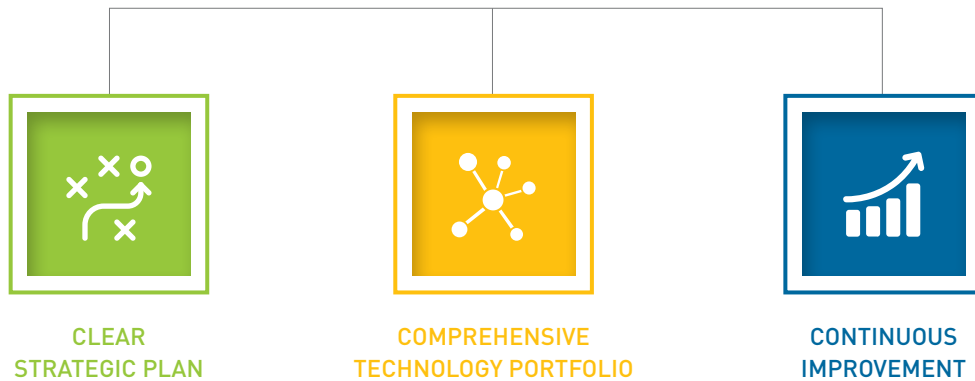 CLEAR
STRATEGIC PLAN
COMPREHENSIVE
TECHNOLOGY PORTFOLIO
CONTINUOUS
IMPROVEMENT